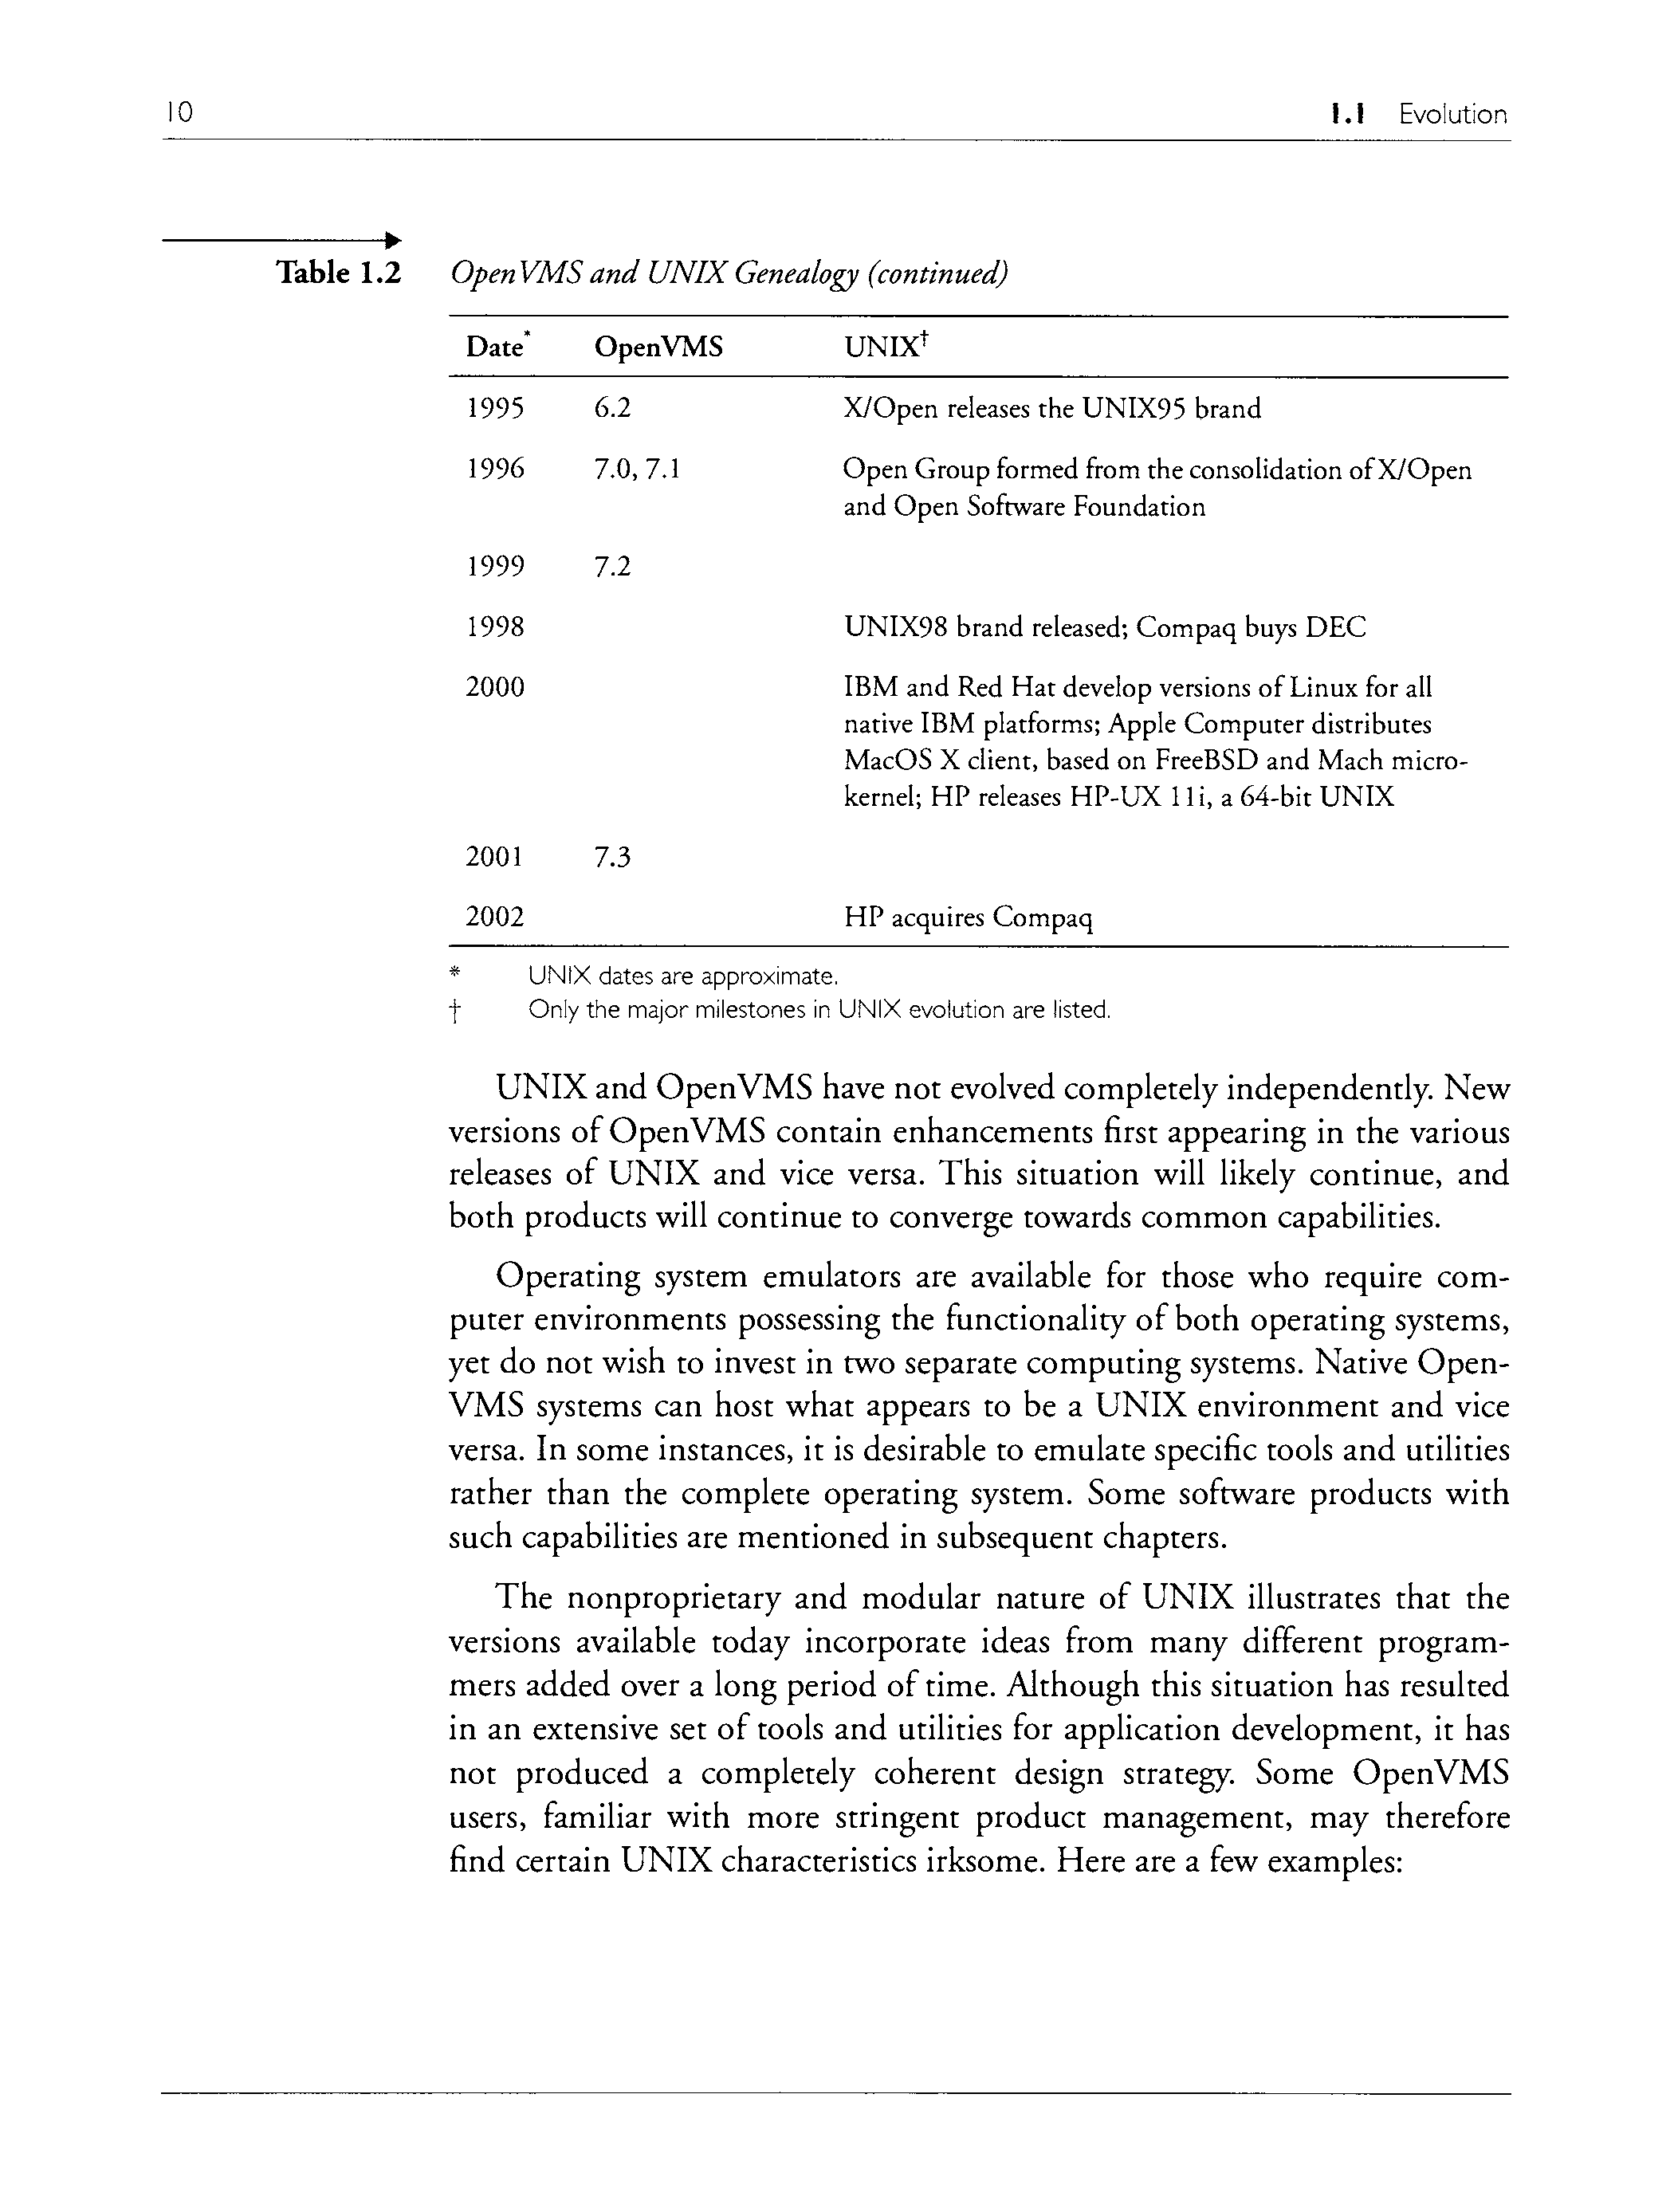 10
1.1 Evolution
Table 1.2 OpenVMS and UNIX Genealogy (continued)
Date* OpenVMS UNIX†
1995 6.2 X/Open releases the UNIX95 brand
1996 7.0, 7.1 Open Group formed from the consolidation of X/Open
and Open Software Foundation
1999 7.2
1998 UNIX98 brand released; Compaq buys DEC
2000 IBM and Red Hat develop versions of Linux for all
native IBM platforms; Apple Computer distributes
MacOS X client, based on FreeBSD and Mach micro-
kernel; HP releases HP-UX 11i, a 64-bit UNIX
2001 7.3
2002 HP acquires Compaq
* UNIX dates are approximate.
† Only the major milestones in UNIX evolution are listed.
UNIX and OpenVMS have not evolved completely independently. New
versions of OpenVMS contain enhancements first appearing in the various
releases of UNIX and vice versa. This situation will likely continue, and
both products will continue to converge towards common capabilities.
Operating system emulators are available for those who require com-
puter environments possessing the functionality of both operating systems,
yet do not wish to invest in two separate computing systems. Native Open-
VMS systems can host what appears to be a UNIX environment and vice
versa. In some instances, it is desirable to emulate specific tools and utilities
rather than the complete operating system. Some software products with
such capabilities are mentioned in subsequent chapters.
The nonproprietary and modular nature of UNIX illustrates that the
versions available today incorporate ideas from many different program-
mers added over a long period of time. Although this situation has resulted
in an extensive set of tools and utilities for application development, it has
not produced a completely coherent design strategy. Some OpenVMS
users, familiar with more stringent product management, may therefore
find certain UNIX characteristics irksome. Here are a few examples: